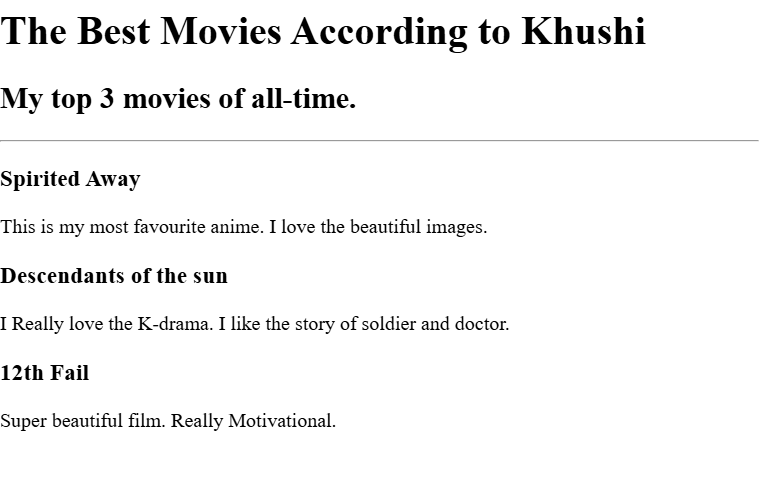 The Best Movies According to Khushi
My top 3 movies of all-time.
Spirited Away
This is my most favourite anime. I love the beautiful images.
Descendants of the sun
I Really love the K-drama. I like the story of soldier and doctor.
12th Fail
Super beautiful film. Really Motivational.